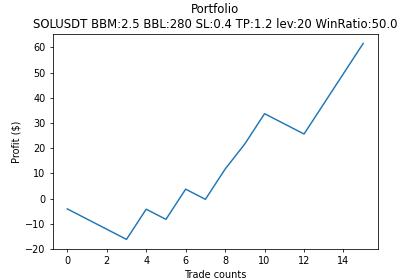 Portfolio
SOLUSDT BBM:2.5 BBL:280 SL:0.4 TP:1.2 lev:20 WinRatio:50.0
60
50
40
30
20
10
0
−10
−20
Profit ($)
0 2 4 6 8 10 12 14
Trade counts